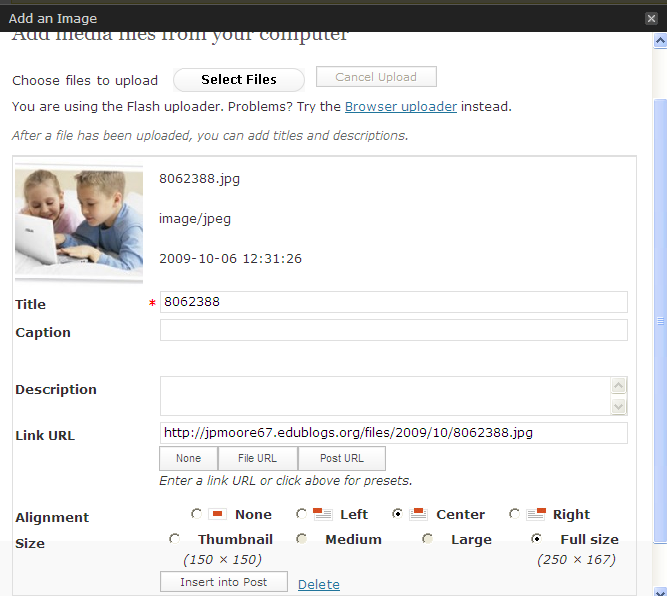 Add an Image
Add media files from your computer
Choose files to upload Select Files Cancel Upload
You are using the Flash uploader. Problems? Try the Browser uploader instead.
After a file has been uploaded, you can add titles and descriptions.
8062388.jpg
image/jpeg
2009-10-06 12:31:26
Title * 8062388
Caption
Description
Link URL http://jpmoore67.edublogs.org/files/2009/10/8062388.jpg
None File URL Post URL
Enter a link URL or click above for presets.
Alignment None Left Center Right
Size Thumbnail Medium Large Full size
(150 × 150) (250 × 167)
Insert into Post Delete